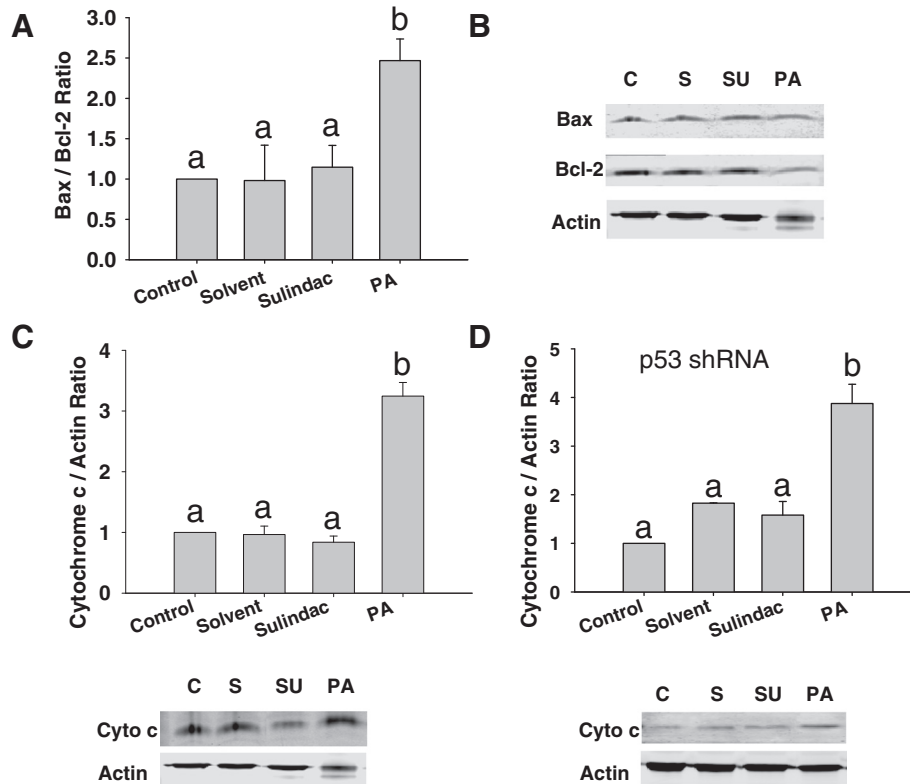 A
Bax / Bcl-2 Ratio
3.0
2.5
2.0
1.5
1.0
0.5
0.0
a
a
a
b
Control
Solvent
Sulindac
PA
B
C S SU PA
Bax
Bcl-2
Actin
C
Cytochrome c / Actin Ratio
4
3
2
1
0
a
a
a
b
Control
Solvent
Sulindac
PA
C S SU PA
Cyto c
Actin
D
p53 shRNA
Cytochrome c / Actin Ratio
5
4
3
2
1
0
a
a
a
b
Control
Solvent
Sulindac
PA
C S SU PA
Cyto c
Actin